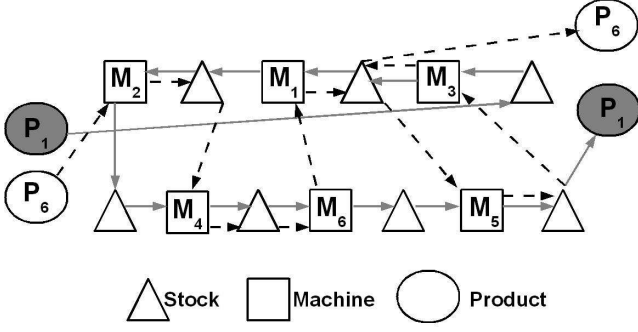 P6
M2 M1 M3
P1 P1
P6
M4 M6 M5
Stock Machine Product